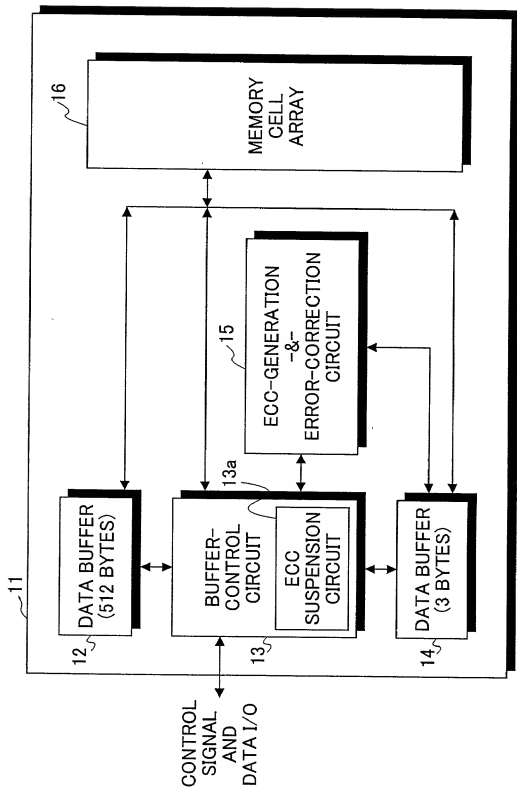 11
12
DATA BUFFER
(512 BYTES)
16
MEMORY
CELL
ARRAY
CONTROL
SIGNAL
AND
DATA I/O
13
BUFFER-
CONTROL
CIRCUIT
13a
ECC
SUSPENSION
CIRCUIT
15
ECC-GENERATION
-&-
ERROR-CORRECTION
CIRCUIT
14
DATA BUFFER
(3 BYTES)